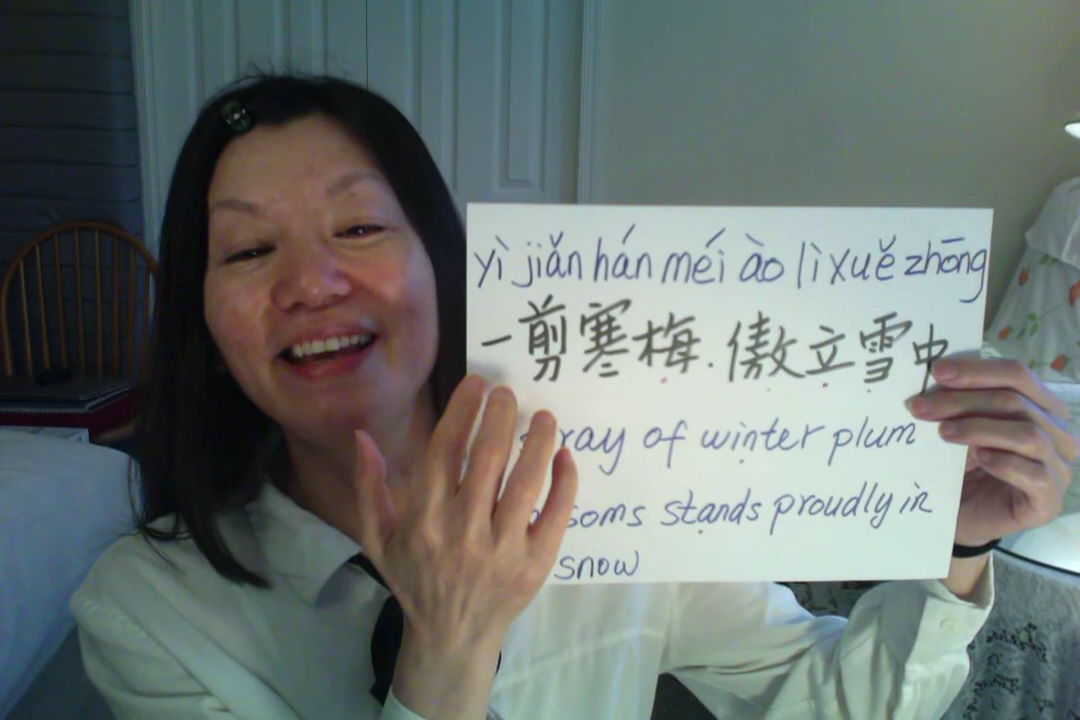 yì jiǎn hán méi ào lì xuě zhōng
一剪寒梅.傲立雪中
of winter plum
stands proudly in
snow